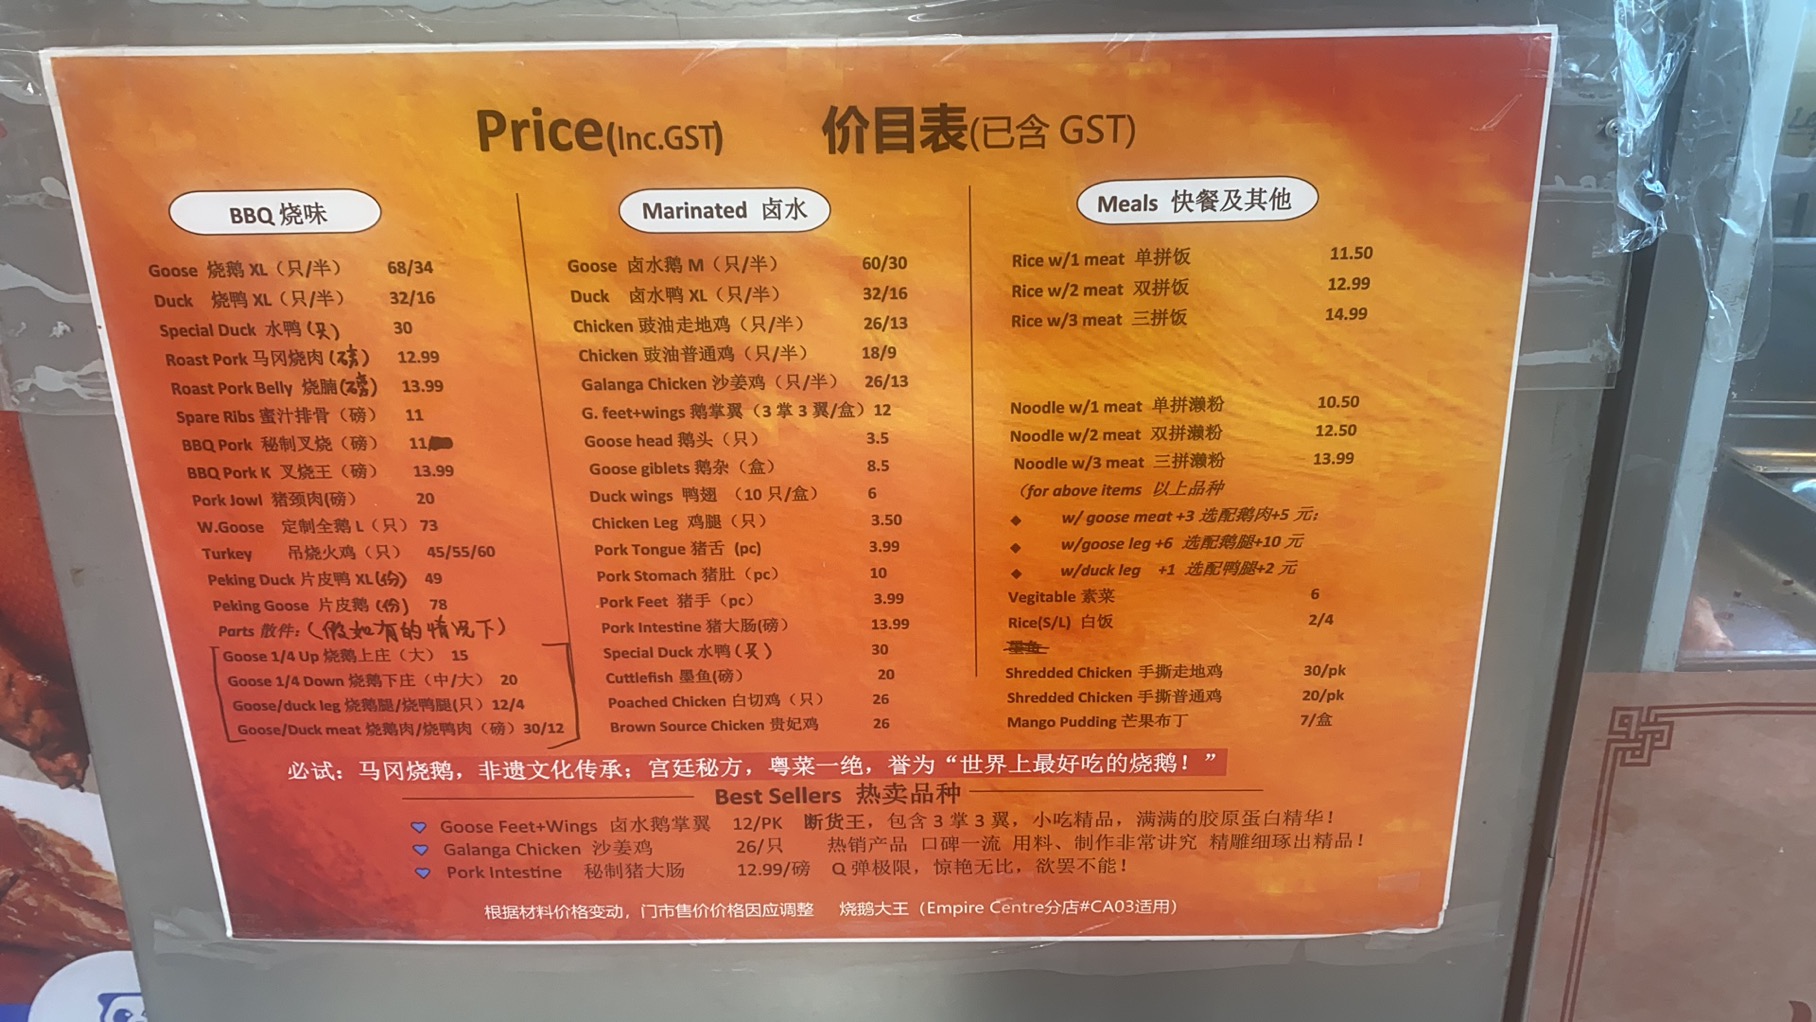 Price(Inc.GST) 价目表(已含 GST)
BBQ 烧味
Goose 烧鹅 XL（只/半） 68/34
Duck 烧鸭 XL（只/半） 32/16
Special Duck 水鸭(只) 30
Roast Pork 马冈烧肉(磅) 12.99
Roast Pork Belly 烧腩(磅) 13.99
Spare Ribs 蜜汁排骨（磅） 11
BBQ Pork 秘制叉烧（磅） 11
BBQ Pork K 叉烧王（磅） 13.99
Pork Jowl 猪颈肉(磅) 20
W.Goose 定制全鹅 L（只）73
Turkey 吊烧火鸡（只） 45/55/60
Peking Duck 片皮鸭 XL(份) 49
Peking Goose 片皮鹅(份) 78
Parts 散件：(假如有的情况下)
Goose 1/4 Up 烧鹅上庄（大） 15
Goose 1/4 Down 烧鹅下庄（中/大） 20
Goose/duck leg 烧鹅腿/烧鸭腿(只）12/4
Goose/Duck meat 烧鹅肉/烧鸭肉（磅）30/12
Marinated 卤水
Goose 卤水鹅 M（只/半） 60/30
Duck 卤水鸭 XL（只/半） 32/16
Chicken 豉油走地鸡（只/半） 26/13
Chicken 豉油普通鸡（只/半） 18/9
Galanga Chicken 沙姜鸡（只/半） 26/13
G. feet+wings 鹅掌翼（3 掌 3 翼/盒）12
Goose head 鹅头（只） 3.5
Goose giblets 鹅杂（盒） 8.5
Duck wings 鸭翅 （10 只/盒） 6
Chicken Leg 鸡腿（只） 3.50
Pork Tongue 猪舌 (pc) 3.99
Pork Stomach 猪肚（pc） 10
Pork Feet 猪手（pc） 3.99
Pork Intestine 猪大肠(磅） 13.99
Special Duck 水鸭(只) 30
Cuttlefish 墨鱼(磅） 20
Poached Chicken 白切鸡（只） 26
Brown Source Chicken 贵妃鸡 26
Meals 快餐及其他
Rice w/1 meat 单拼饭 11.50
Rice w/2 meat 双拼饭 12.99
Rice w/3 meat 三拼饭 14.99
Noodle w/1 meat 单拼濑粉 10.50
Noodle w/2 meat 双拼濑粉 12.50
Noodle w/3 meat 三拼濑粉 13.99
（for above items 以上品种
◆ w/ goose meat +3 选配鹅肉+5 元；
◆ w/goose leg +6 选配鹅腿+10 元
◆ w/duck leg +1 选配鸭腿+2 元
Vegitable 素菜 6
Rice(S/L) 白饭 2/4
墨鱼
Shredded Chicken 手撕走地鸡 30/pk
Shredded Chicken 手撕普通鸡 20/pk
Mango Pudding 芒果布丁 7/盒
必试：马冈烧鹅，非遗文化传承；宫廷秘方，粤菜一绝，誉为“世界上最好吃的烧鹅！”
Best Sellers 热卖品种
Goose Feet+Wings 卤水鹅掌翼 12/PK 断货王，包含 3 掌 3 翼，小吃精品，满满的胶原蛋白精华！
Galanga Chicken 沙姜鸡 26/只 热销产品 口碑一流 用料、制作非常讲究 精雕细琢出精品！
Pork Intestine 秘制猪大肠 12.99/磅 Q 弹极限，惊艳无比，欲罢不能！
根据材料价格变动，门市售价价格因应调整 烧鹅大王（Empire Centre分店#CA03适用）